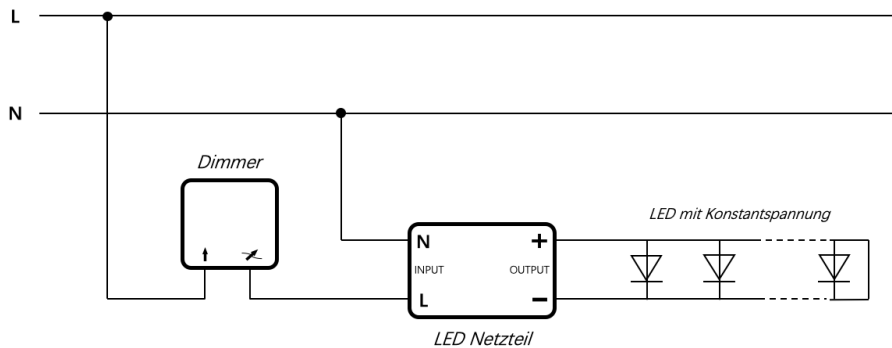 L
N
Dimmer
LED mit Konstantspannung
N
+
INPUT
OUTPUT
L
−
LED Netzteil